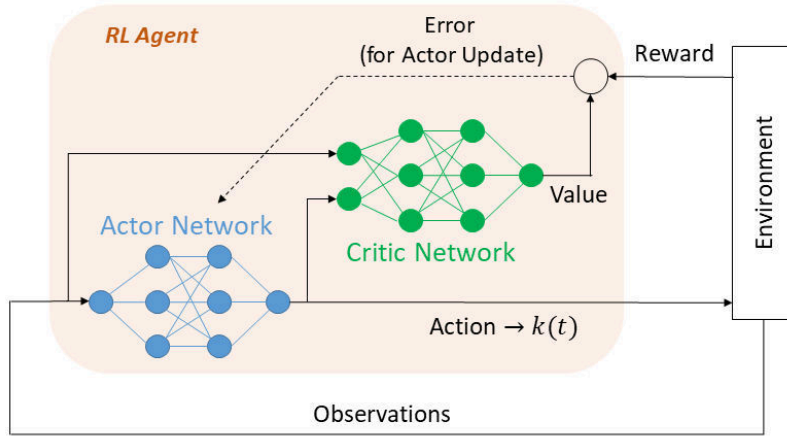 RL Agent
Error
(for Actor Update)
Reward
Environment
Value
Actor Network
Critic Network
Action → k(t)
Observations